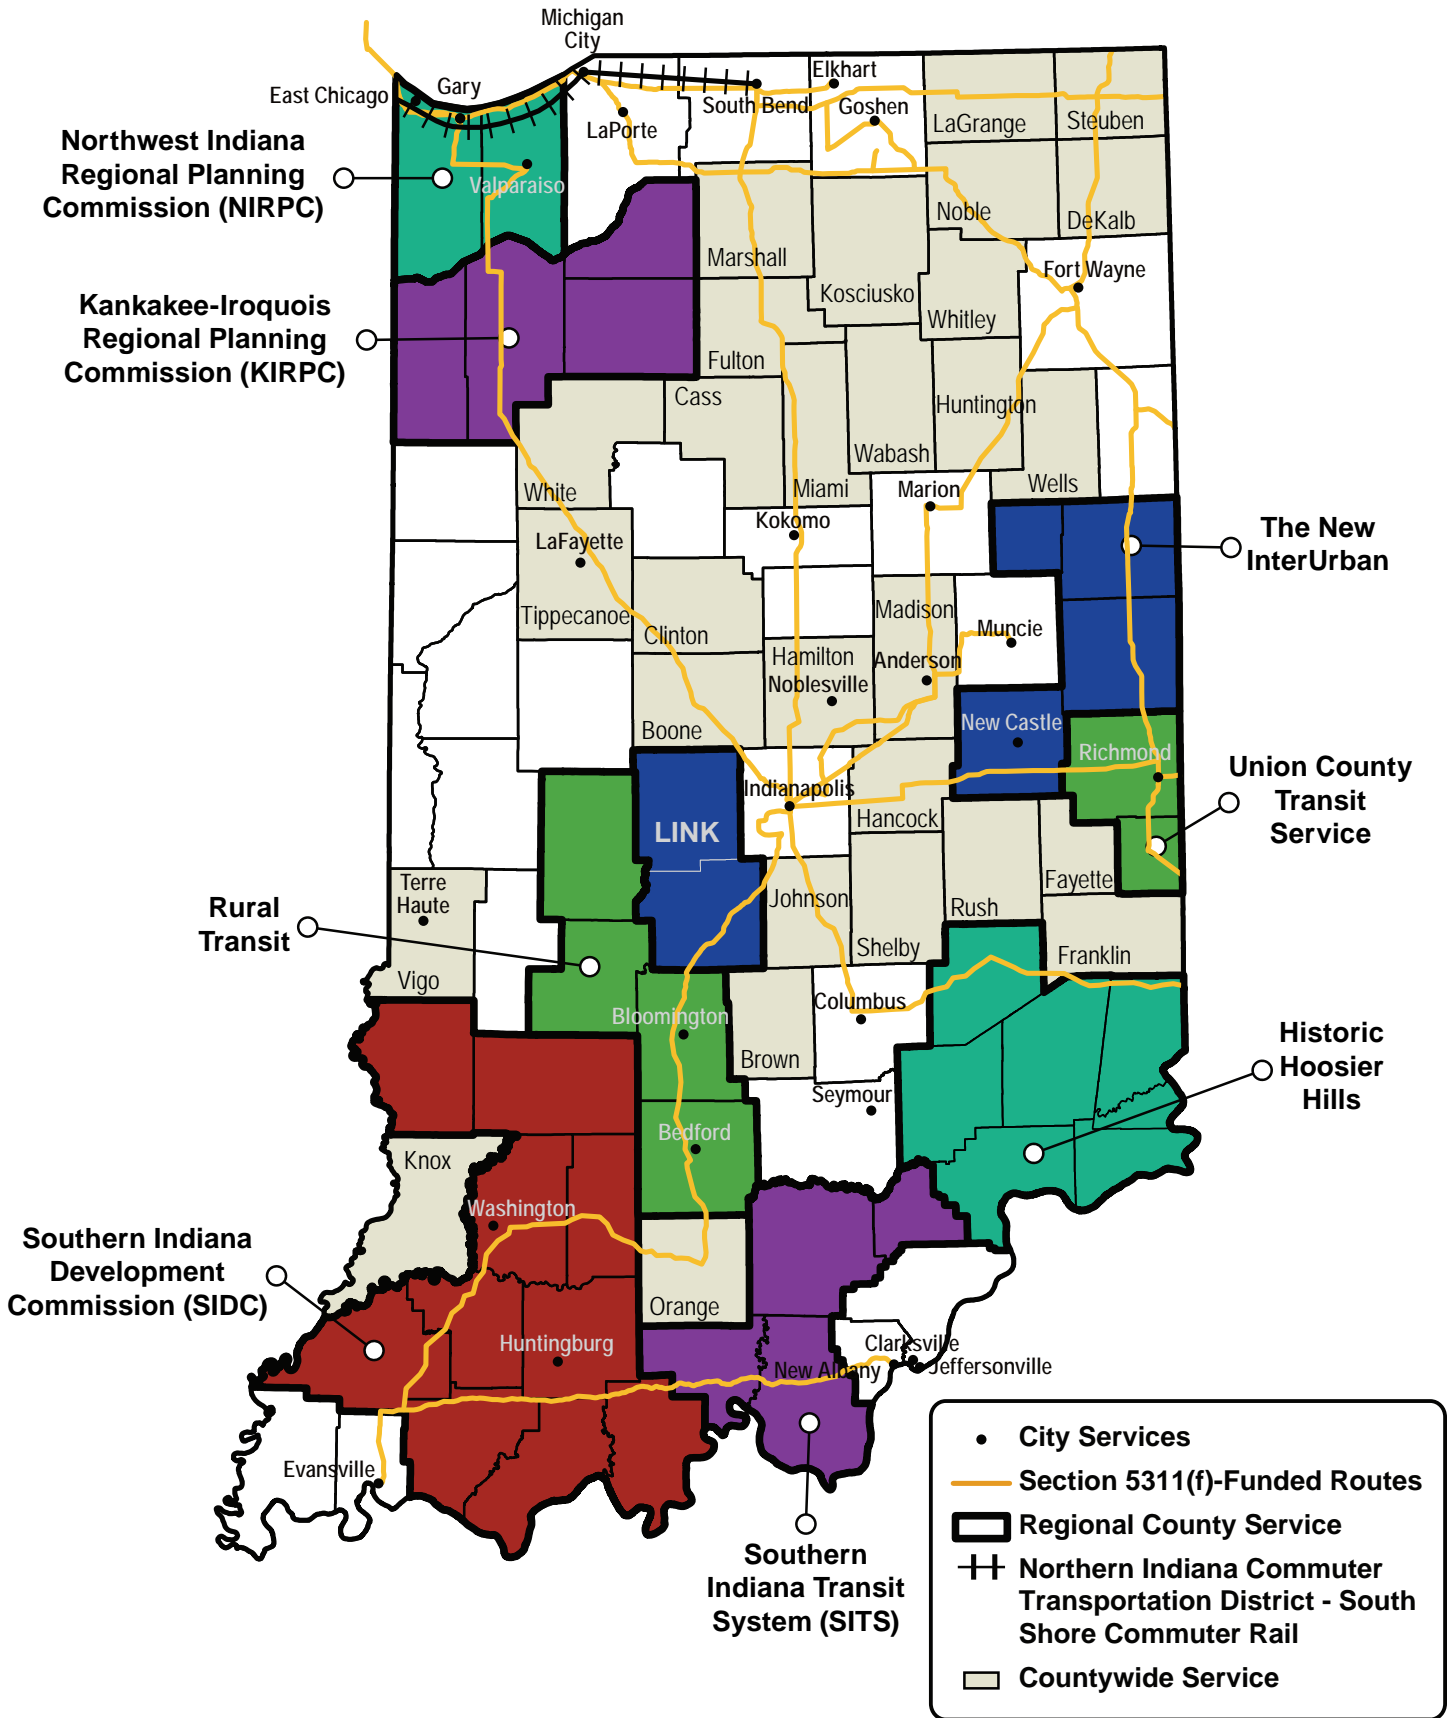 Michigan
City
Elkhart
Gary
East Chicago
South Bend
Goshen
LaPorte
LaGrange
Steuben
Northwest Indiana
Regional Planning
Commission (NIRPC)
Valparaiso
Noble
DeKalb
Marshall
Fort Wayne
Kosciusko
Kankakee-Iroquois
Regional Planning
Commission (KIRPC)
Whitley
Fulton
Cass
Huntington
Wabash
White
Miami
Marion
Wells
Kokomo
The New
InterUrban
LaFayette
Tippecanoe
Clinton
Madison
Muncie
Hamilton
Anderson
Noblesville
Boone
New Castle
Richmond
Union County
Transit
Service
Indianapolis
LINK
Hancock
Terre
Haute
Johnson
Fayette
Rush
Rural
Transit
Shelby
Franklin
Vigo
Columbus
Bloomington
Brown
Historic
Hoosier
Hills
Seymour
Bedford
Knox
Washington
Southern Indiana
Development
Commission (SIDC)
Orange
Huntingburg
Clarksville
New Albany
Jeffersonville
Evansville
Southern
Indiana Transit
System (SITS)
City Services
Section 5311(f)-Funded Routes
Regional County Service
Northern Indiana Commuter
Transportation District - South
Shore Commuter Rail
Countywide Service